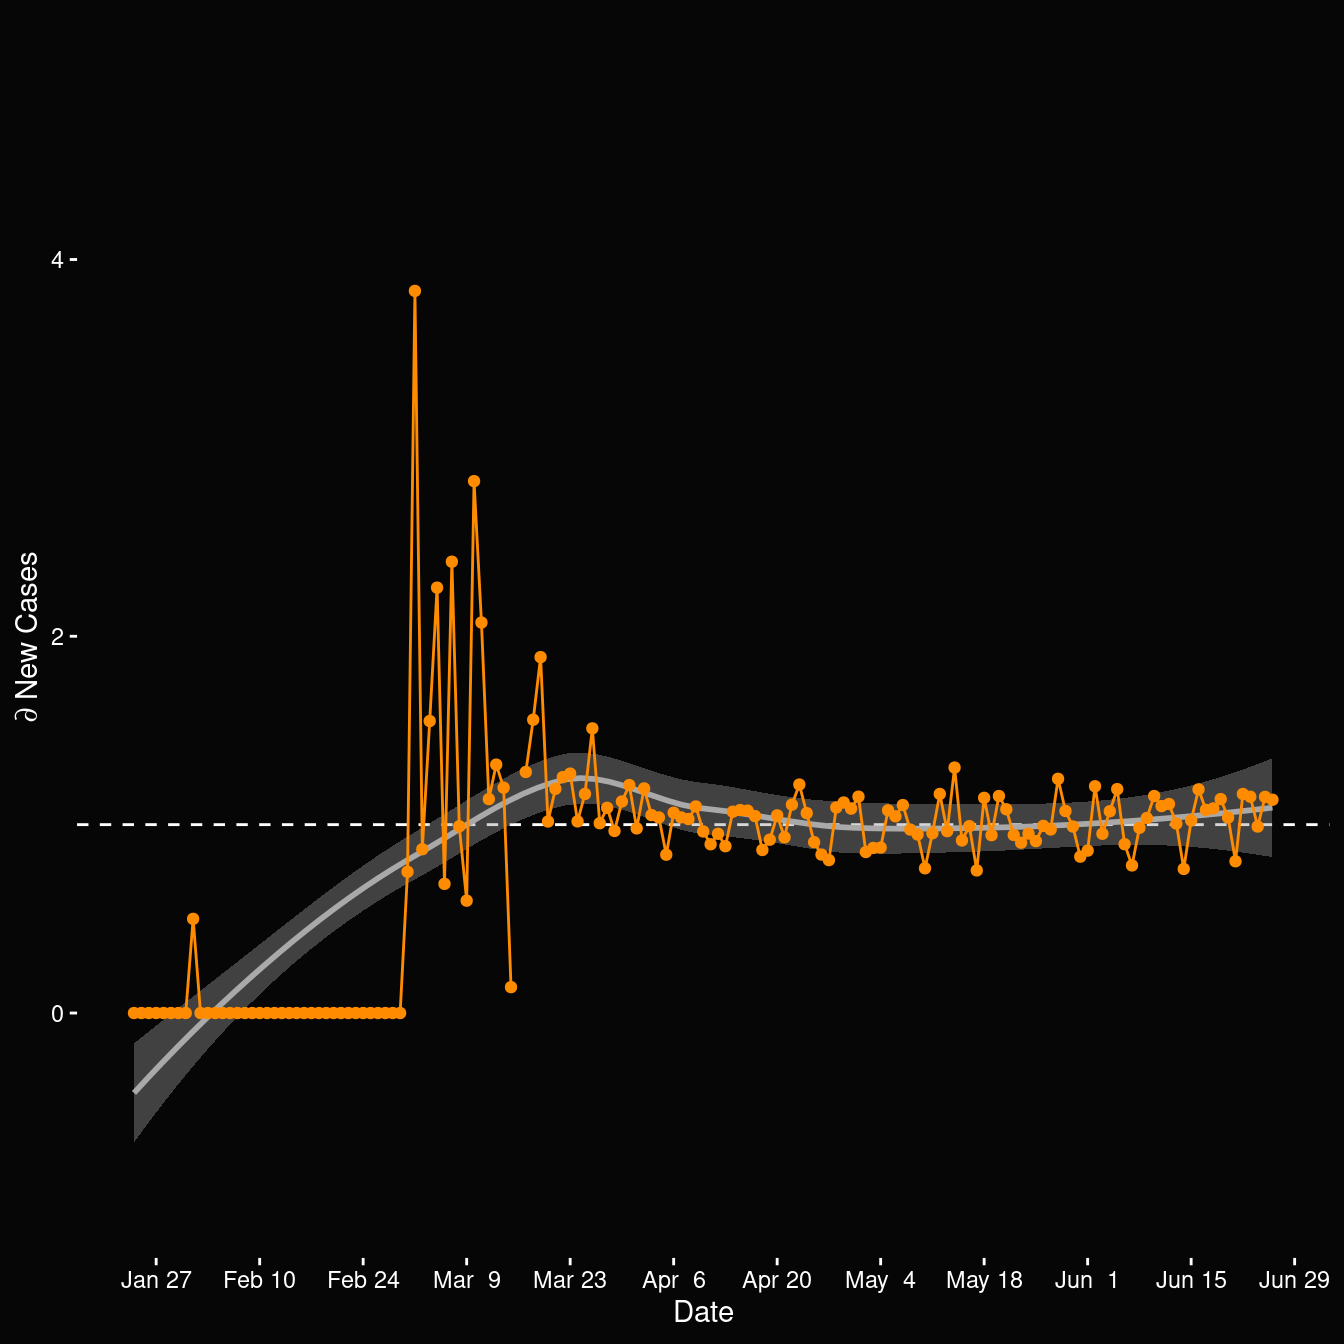 4
2
0
∂ New Cases
Jan 27 Feb 10 Feb 24 Mar  9 Mar 23 Apr  6 Apr 20 May  4 May 18 Jun  1 Jun 15 Jun 29
Date